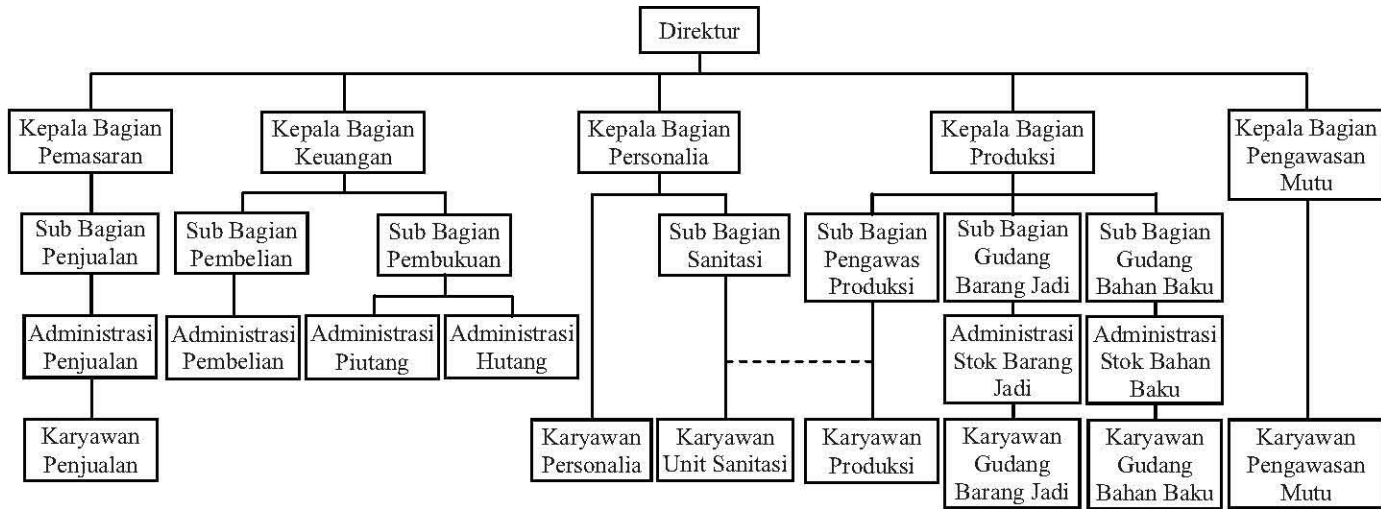 Direktur
Kepala Bagian
Pemasaran
Kepala Bagian
Keuangan
Kepala Bagian
Personalia
Kepala Bagian
Produksi
Kepala Bagian
Pengawasan
Mutu
Sub Bagian
Penjualan
Sub Bagian
Pembelian
Sub Bagian
Pembukuan
Sub Bagian
Sanitasi
Sub Bagian
Pengawas
Produksi
Sub Bagian
Gudang
Barang Jadi
Sub Bagian
Gudang
Bahan Baku
Administrasi
Penjualan
Administrasi
Pembelian
Administrasi
Piutang
Administrasi
Hutang
Administrasi
Stok Barang
Jadi
Administrasi
Stok Bahan
Baku
Karyawan
Penjualan
Karyawan
Personalia
Karyawan
Unit Sanitasi
Karyawan
Produksi
Karyawan
Gudang
Barang Jadi
Karyawan
Gudang
Bahan Baku
Karyawan
Pengawasan
Mutu